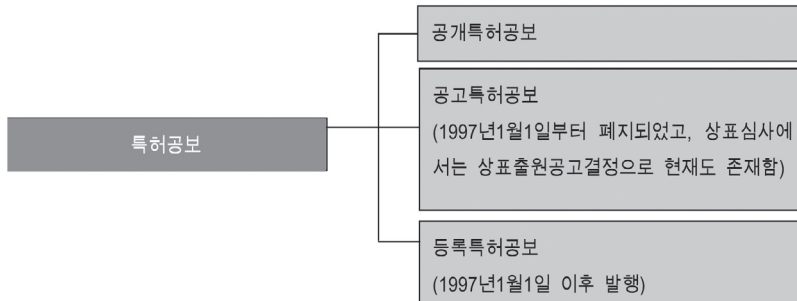 특허공보
공개특허공보
공고특허공보
(1997년1월1일부터 폐지되었고, 상표심사에
서는 상표출원공고결정으로 현재도 존재함)
등록특허공보
(1997년1월1일 이후 발행)